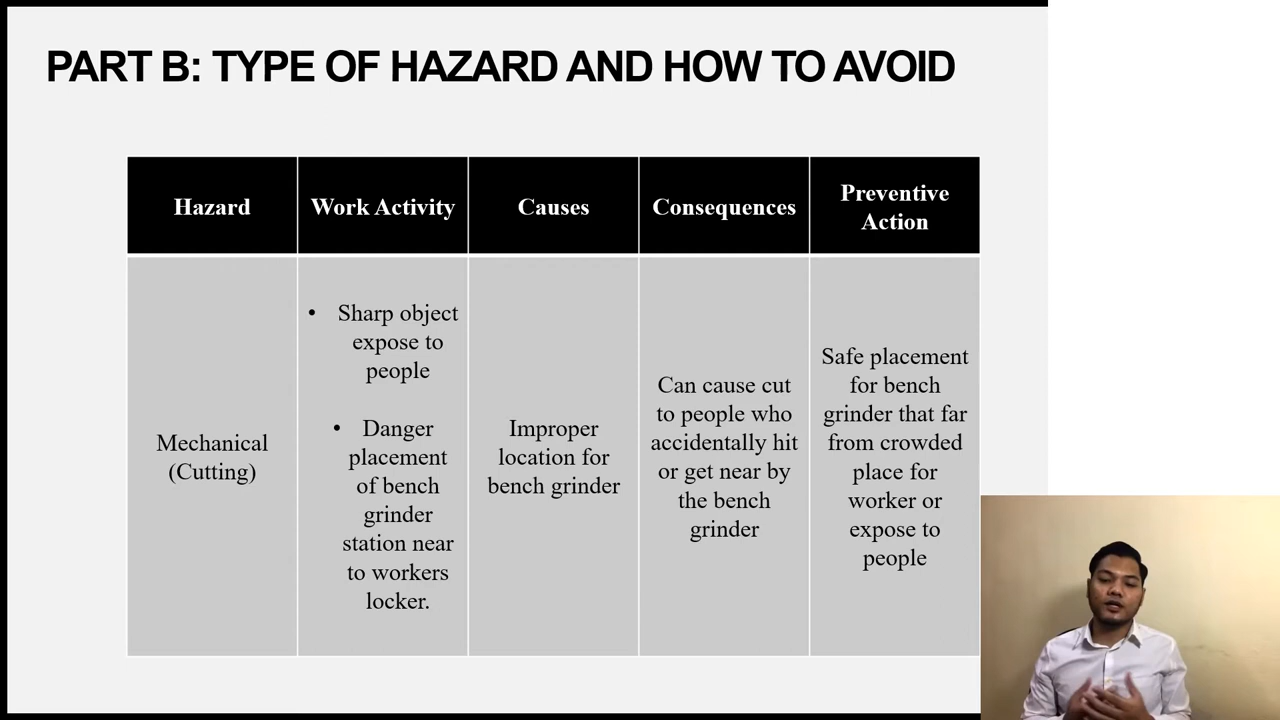 PART B: TYPE OF HAZARD AND HOW TO AVOID
Hazard
Work Activity
Causes
Consequences
Preventive
Action
Mechanical
(Cutting)
• Sharp object
expose to
people
• Danger
placement
of bench
grinder
station near
to workers
locker.
Improper
location for
bench grinder
Can cause cut
to people who
accidentally hit
or get near by
the bench
grinder
Safe placement
for bench
grinder that far
from crowded
place for
worker or
expose to
people